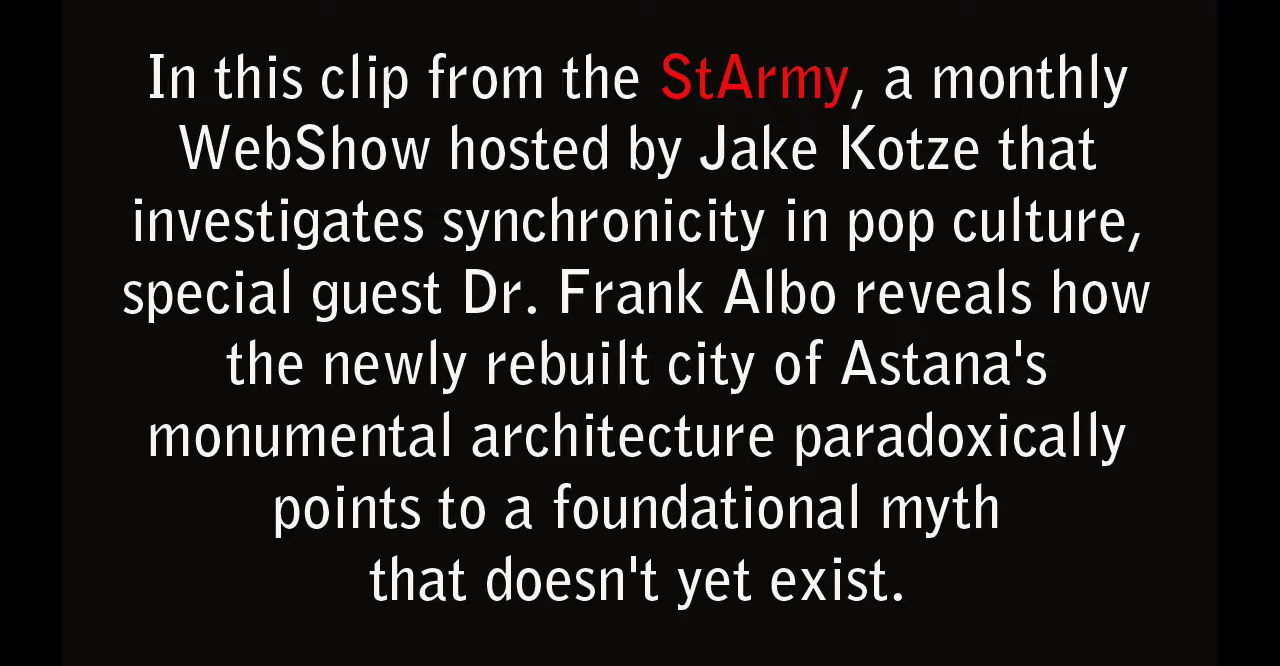 In this clip from the StArmy, a monthly
WebShow hosted by Jake Kotze that
investigates synchronicity in pop culture,
special guest Dr. Frank Albo reveals how
the newly rebuilt city of Astana's
monumental architecture paradoxically
points to a foundational myth
that doesn't yet exist.